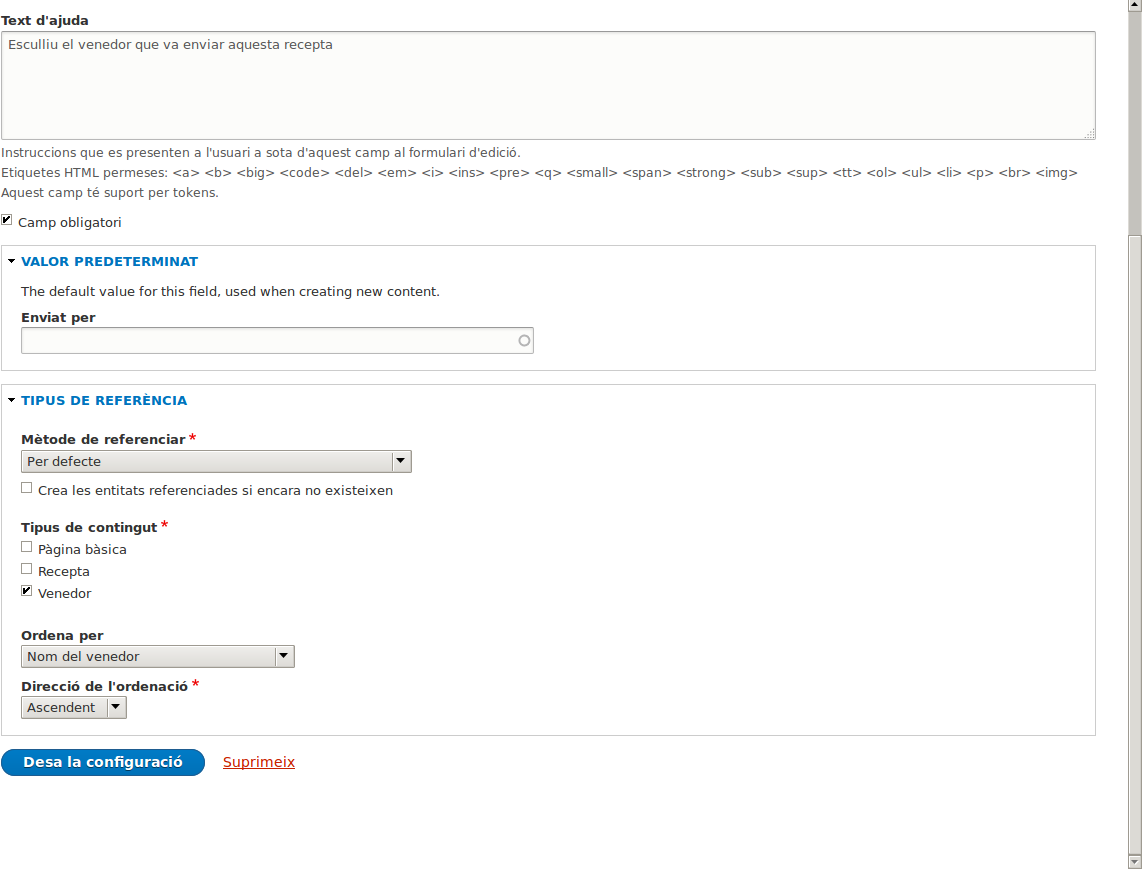 Text d'ajuda
Esculliu el venedor que va enviar aquesta recepta
Instruccions que es presenten a l'usuari a sota d'aquest camp al formulari d'edició.
Etiquetes HTML permeses: <a> <b> <big> <code> <del> <em> <i> <ins> <pre> <q> <small> <span> <strong> <sub> <sup> <tt> <ol> <ul> <li> <p> <br> <img>
Aquest camp té suport per tokens.
Camp obligatori
VALOR PREDETERMINAT
The default value for this field, used when creating new content.
Enviat per
TIPUS DE REFERÈNCIA
Mètode de referenciar *
Per defecte
Crea les entitats referenciades si encara no existeixen
Tipus de contingut *
Pàgina bàsica
Recepta
Venedor
Ordena per
Nom del venedor
Direcció de l'ordenació *
Ascendent
Desa la configuració Suprimeix